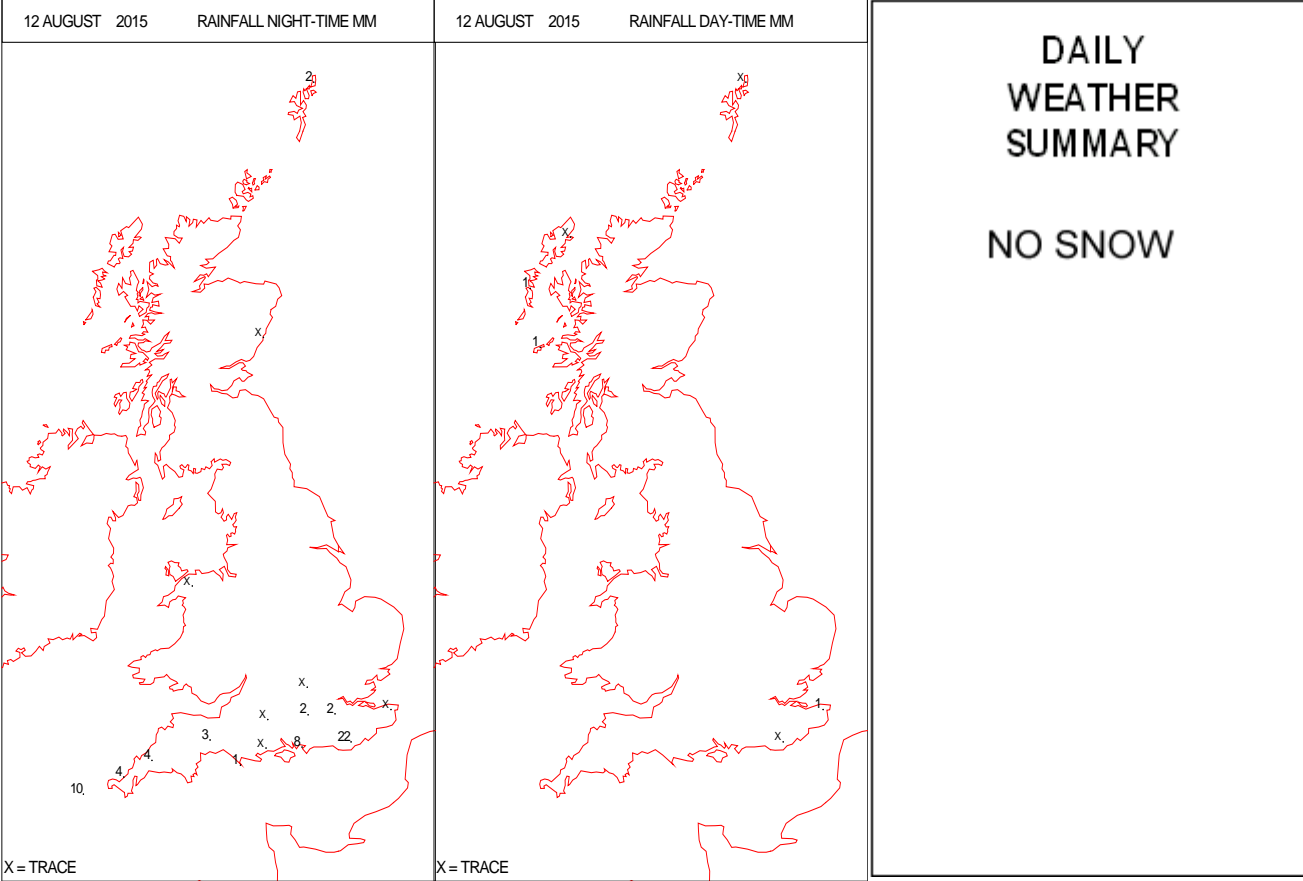 12 AUGUST 2015 RAINFALL NIGHT-TIME MM
2
X
X
X
X
2
2
X
3
X
8
22
1
4
4
10
X = TRACE
12 AUGUST 2015 RAINFALL DAY-TIME MM
X
X
1
1
1
X
X = TRACE
DAILY
WEATHER
SUMMARY
NO SNOW